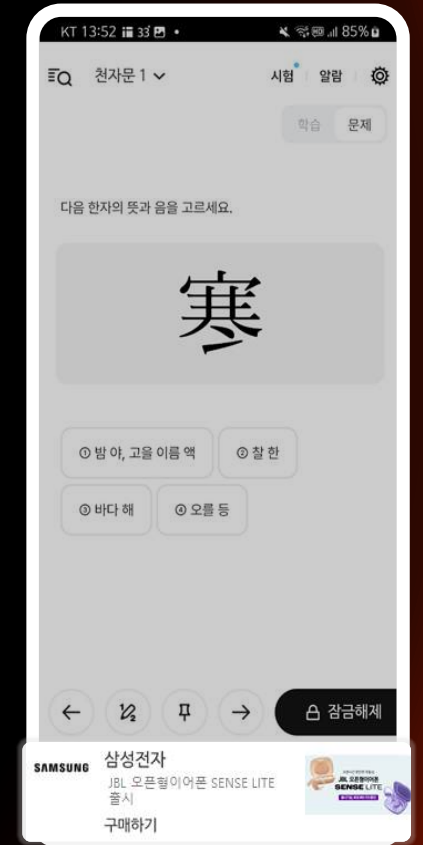 KT 13:52
85%
천자문 1
시험 알람
학습 문제
다음 한자의 뜻과 음을 고르세요.
寒
① 밤 야, 고을 이름 액 ② 찰 한
③ 바다 해 ④ 오를 등
잠금해제
SAMSUNG
삼성전자
JBL 오픈형이어폰 SENSE LITE
출시
구매하기
JBL 오픈형이어폰
SENSE LITE